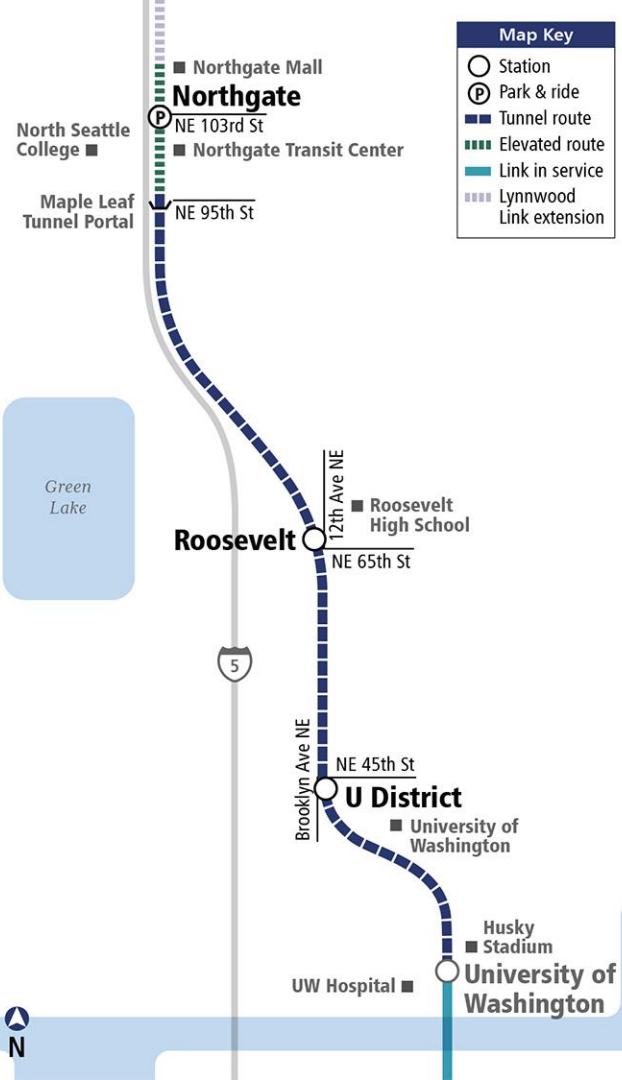 Map Key
Station
P Park & ride
Tunnel route
Elevated route
Link in service
Lynnwood
Link extension
Northgate Mall
Northgate
P
NE 103rd St
North Seattle
College
Northgate Transit Center
Maple Leaf
Tunnel Portal
NE 95th St
Green
Lake
12th Ave NE
Roosevelt
High School
Roosevelt
NE 65th St
5
Brooklyn Ave NE
NE 45th St
U District
University of
Washington
Husky
Stadium
UW Hospital
University of
Washington
N